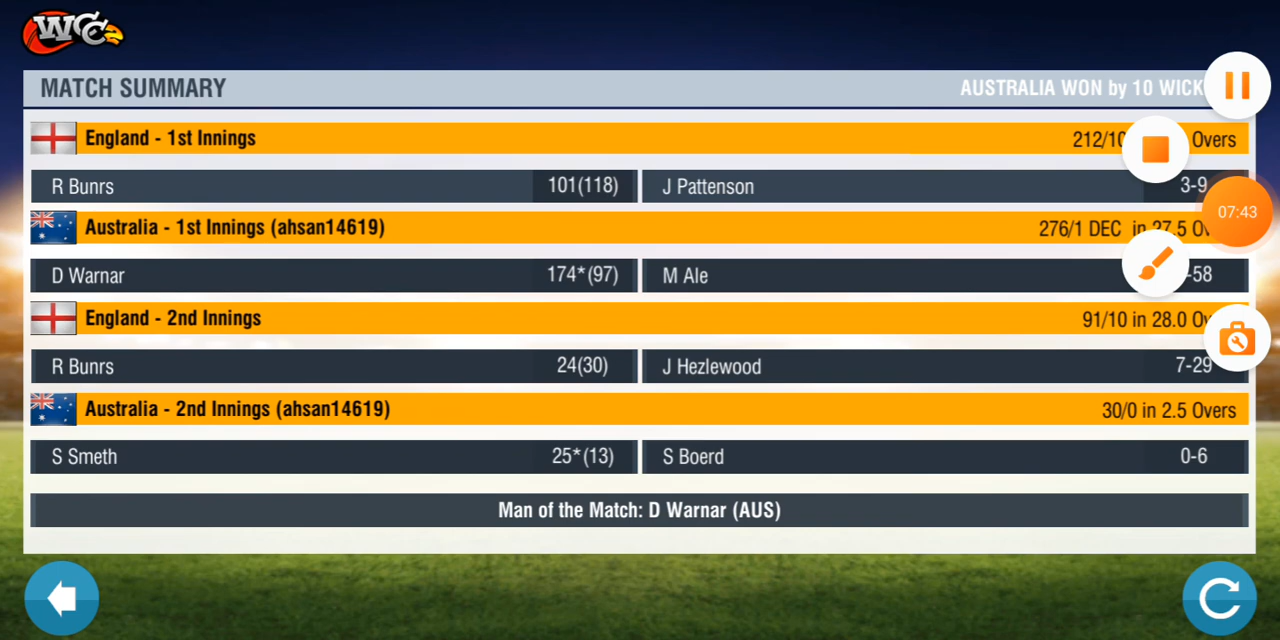 WCC
MATCH SUMMARY AUSTRALIA WON by 10
England - 1st Innings 212/10 Overs
R Bunrs 101(118) J Pattenson 3-9
Australia - 1st Innings (ahsan14619) 276/1 DEC in 27.5
07:43
D Warnar 174*(97) M Ale -58
England - 2nd Innings 91/10 in 28.0
R Bunrs 24(30) J Hezlewood 7-29
Australia - 2nd Innings (ahsan14619) 30/0 in 2.5 Overs
S Smeth 25*(13) S Boerd 0-6
Man of the Match: D Warnar (AUS)